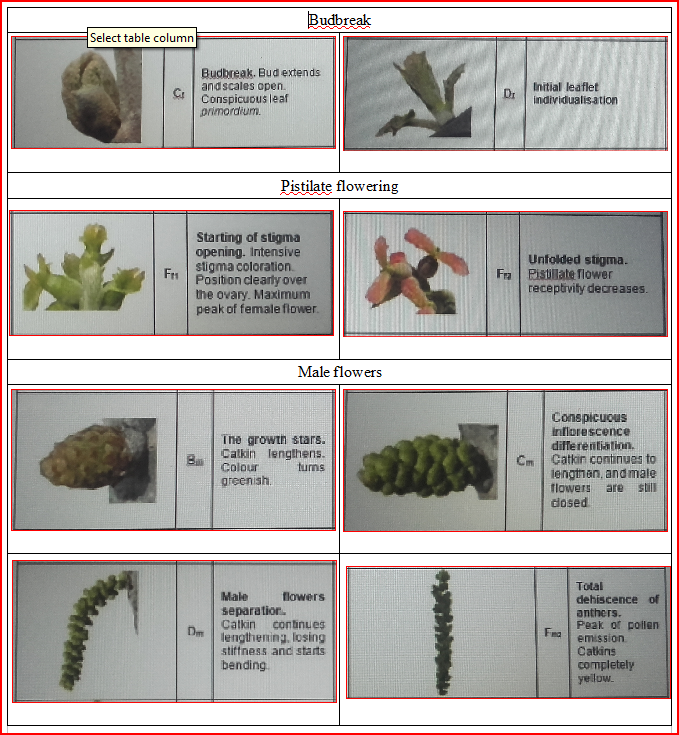 Budbreak
Select table column
Cf
Budbreak. Bud extends
and scales open.
Conspicuous leaf
primordium.
Df
Initial leaflet
individualisation
Pistilate flowering
Ff1
Starting of stigma
opening. Intensive
stigma coloration.
Position clearly over
the ovary. Maximum
peak of female flower.
Ff2
Unfolded stigma.
Pistillate flower
receptivity decreases.
Male flowers
Bm
The growth stars.
Catkin lengthens.
Colour turns
greenish.
Cm
Conspicuous
inflorescence
differentiation.
Catkin continues to
lengthen, and male
flowers are still
closed.
Dm
Male flowers
separation.
Catkin continues
lengthening, losing
stiffness and starts
bending.
Fm2
Total
dehiscence of
anthers.
Peak of pollen
emission.
Catkins
completely
yellow.